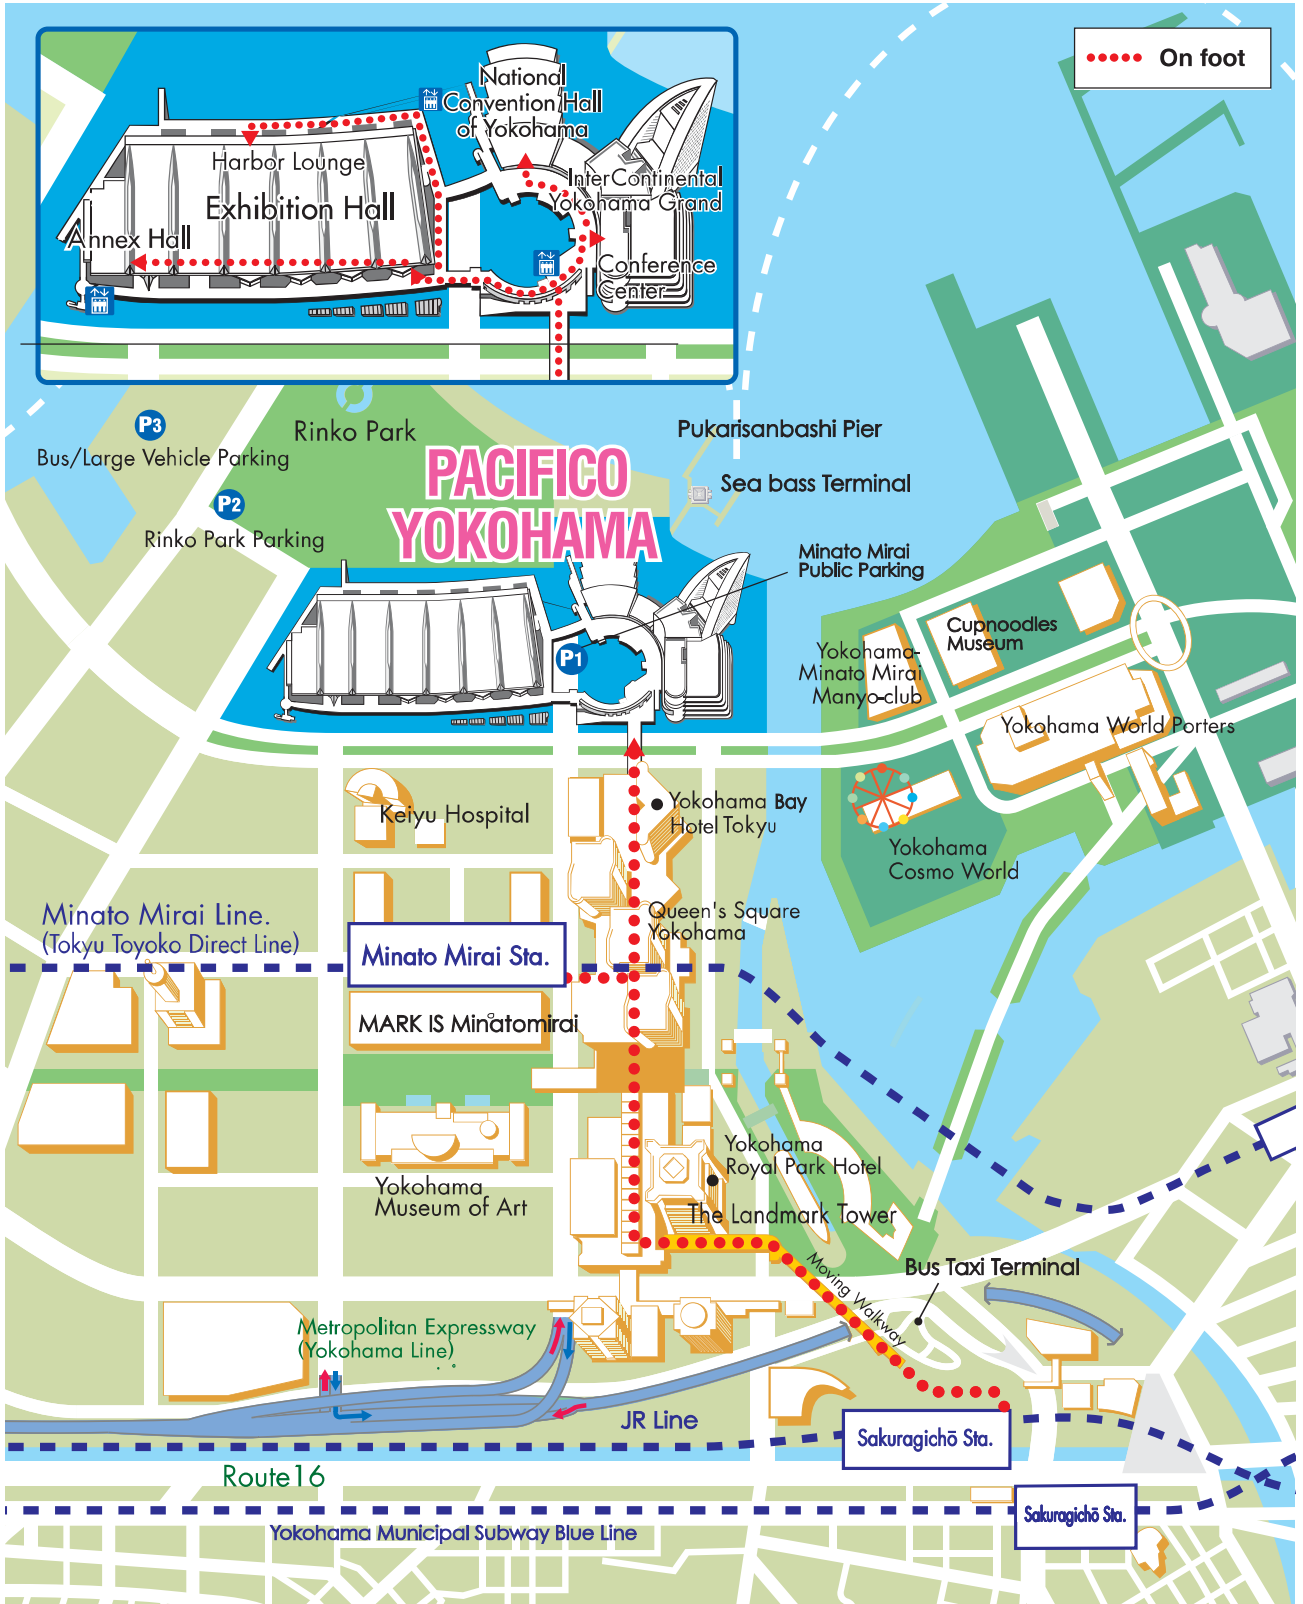 On foot
National
Convention Hall
of Yokohama
Harbor Lounge
InterContinental
Yokohama Grand
Exhibition Hall
Annex Hall
Conference
Center
P3
Bus/Large Vehicle Parking
Rinko Park
Pukarisanbashi Pier
PACIFICO
YOKOHAMA
Sea bass Terminal
P2
Rinko Park Parking
Minato Mirai
Public Parking
P1
Cupnoodles
Museum
Yokohama-
Minato Mirai
Manyo-club
Yokohama World Porters
Keiyu Hospital
Yokohama Bay
Hotel Tokyu
Yokohama
Cosmo World
Minato Mirai Line.
(Tokyu Toyoko Direct Line)
Queen's Square
Yokohama
Minato Mirai Sta.
MARK IS Minatomirai
Yokohama
Royal Park Hotel
Yokohama
Museum of Art
The Landmark Tower
Moving Walkway
Bus Taxi Terminal
Metropolitan Expressway
(Yokohama Line)
JR Line
Sakuragichō Sta.
Route16
Sakuragichō Sta.
Yokohama Municipal Subway Blue Line